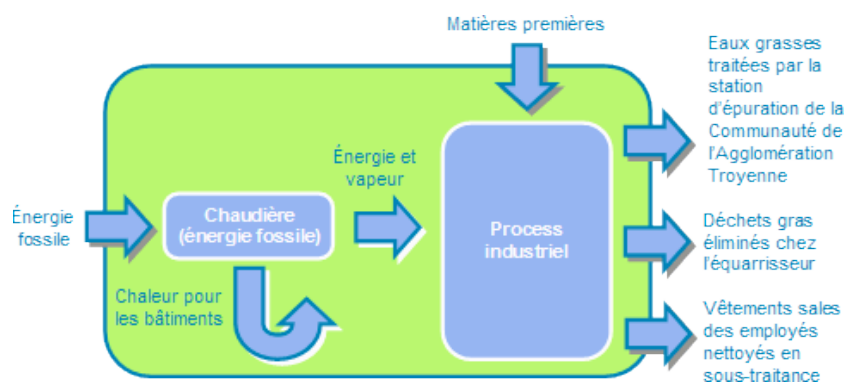 Matières premières
Énergie
fossile
Chaudière
(énergie fossile)
Chaleur pour
les bâtiments
Énergie et
vapeur
Process
industriel
Eaux grasses
traitées par la
station
d'épuration de la
Communauté de
l'Agglomération
Troyenne
Déchets gras
éliminés chez
l'équarrisseur
Vêtements sales
des employés
nettoyés en
sous-traitance